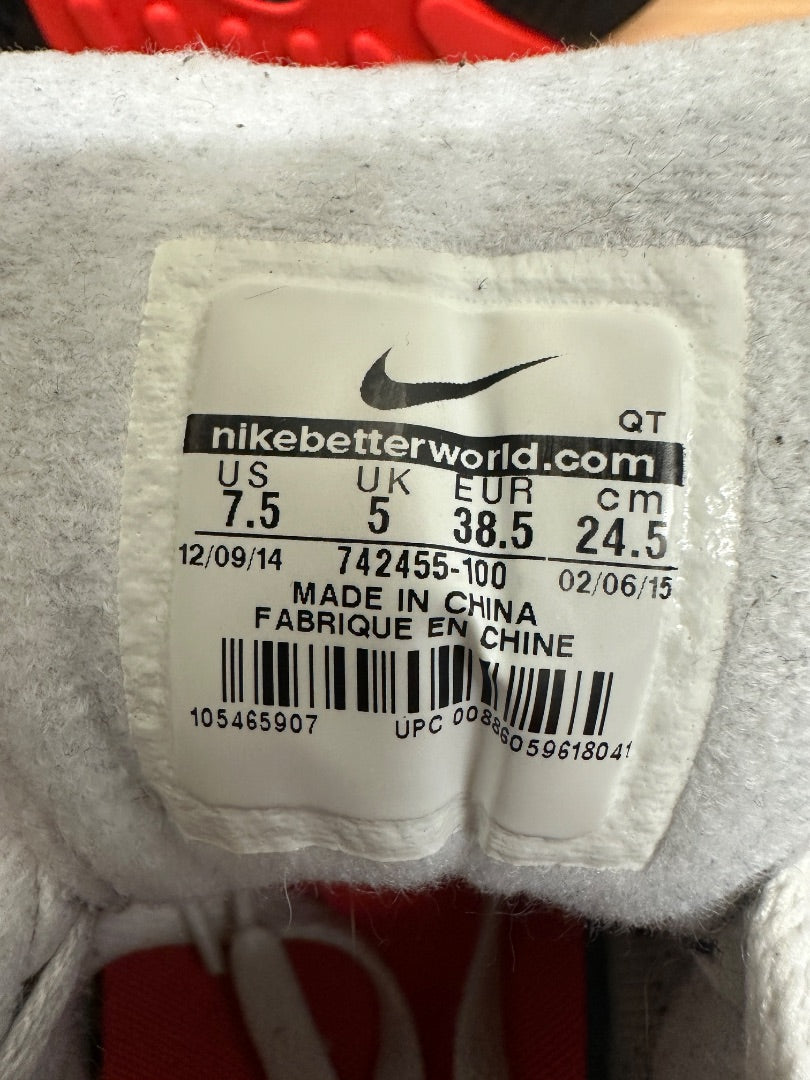 QT
nikebetterworld.com
US UK EUR cm
7.5 5 38.5 24.5
12/09/14 742455-100 02/06/15
MADE IN CHINA
FABRIQUE EN CHINE
105465907 UPC 00886059618041